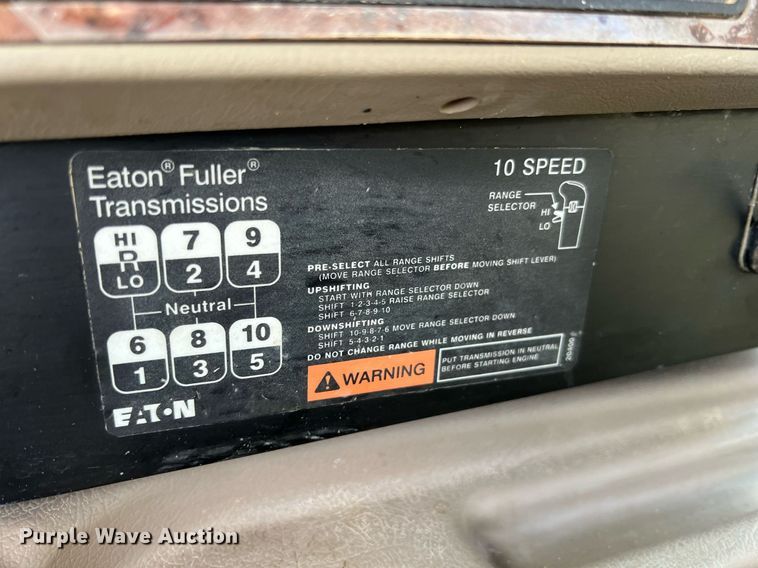 Eaton® Fuller®
Transmissions
10 SPEED
RANGE
SELECTOR
HI
LO
HI
R
LO
7
2
9
4
Neutral
6
1
8
3
10
5
EATON
PRE-SELECT ALL RANGE SHIFTS
(MOVE RANGE SELECTOR BEFORE MOVING SHIFT LEVER)
UPSHIFTING
START WITH RANGE SELECTOR DOWN
SHIFT 1-2-3-4-5 RAISE RANGE SELECTOR
SHIFT 6-7-8-9-10
DOWNSHIFTING
SHIFT 10-9-8-7-6 MOVE RANGE SELECTOR DOWN
SHIFT 5-4-3-2-1
DO NOT CHANGE RANGE WHILE MOVING IN REVERSE
WARNING
PUT TRANSMISSION IN NEUTRAL
BEFORE STARTING ENGINE
Purple Wave Auction